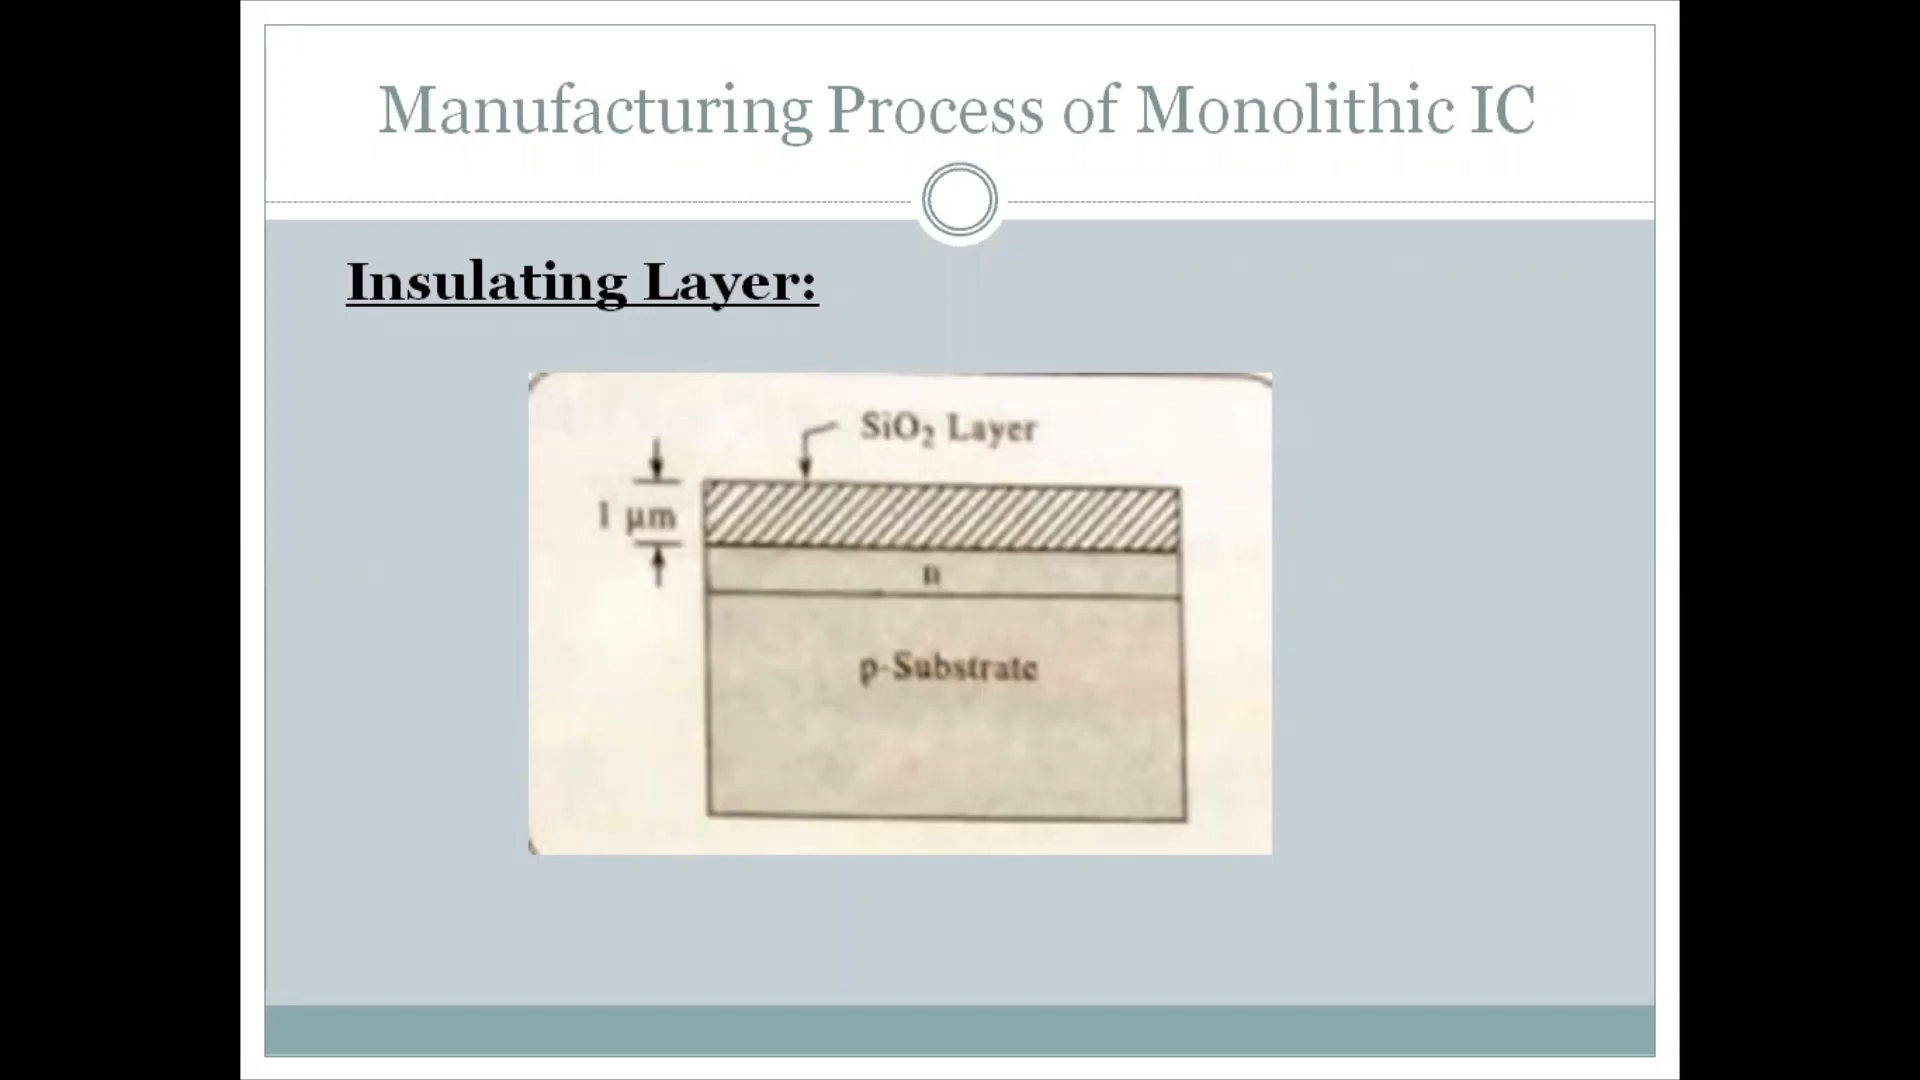 Manufacturing Process of Monolithic IC
Insulating Layer:
SiO₂ Layer
1 µm
n
p-Substrate